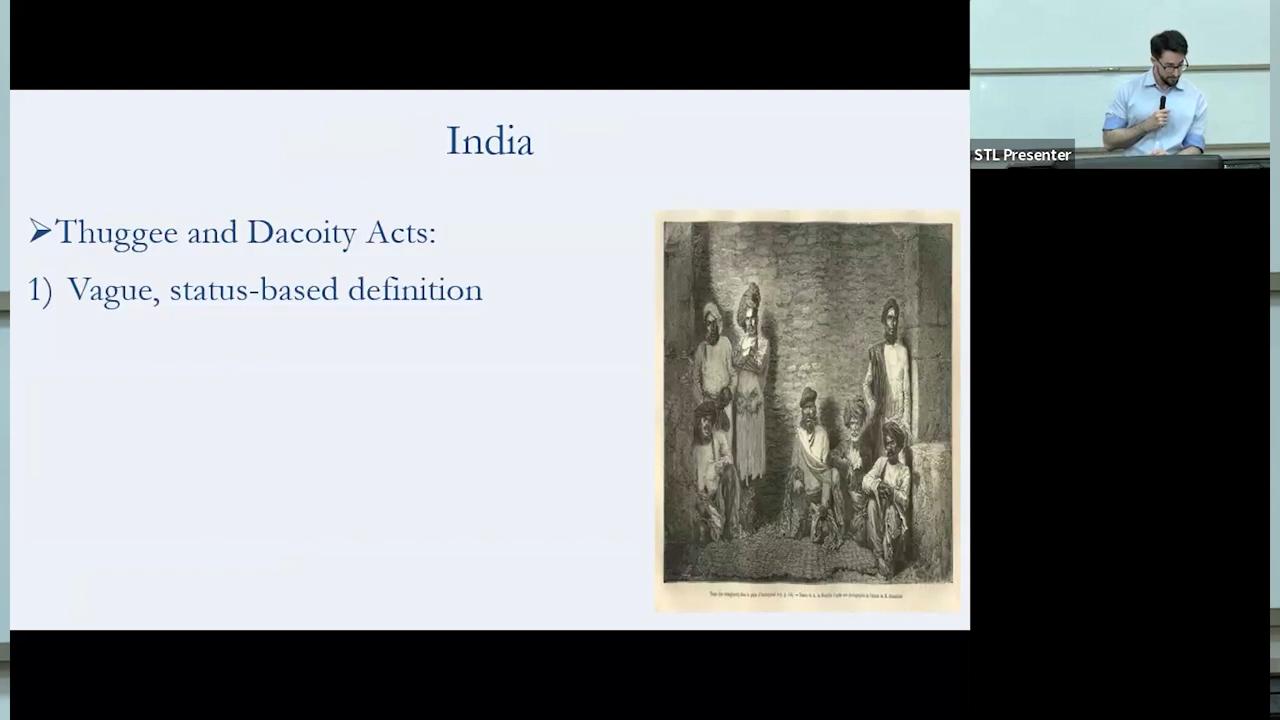 India
➢Thuggee and Dacoity Acts:
1) Vague, status-based definition
STL Presenter